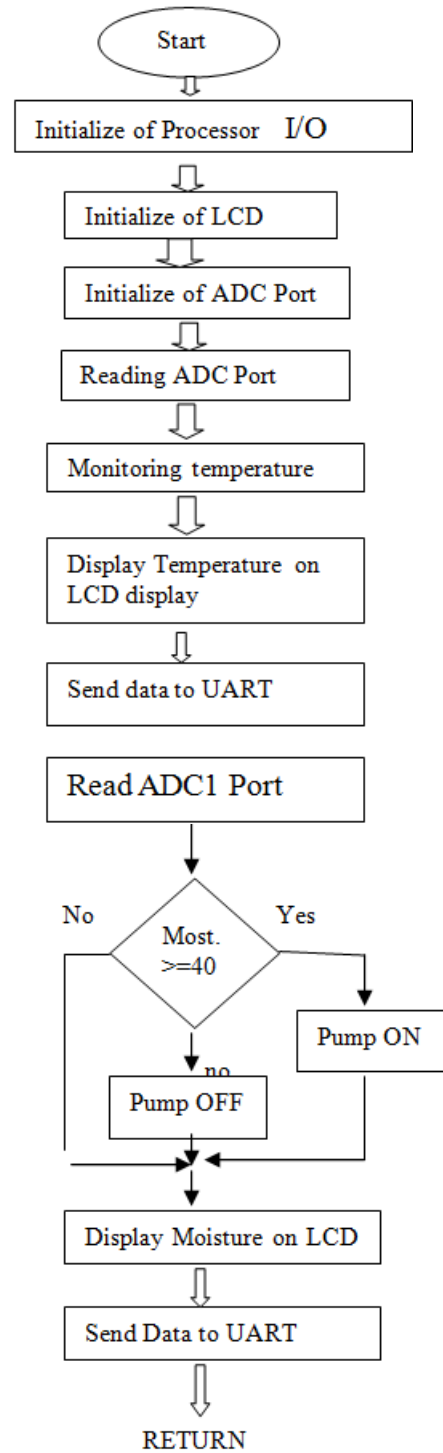 Start
Initialize of Processor I/O
Initialize of LCD
Initialize of ADC Port
Reading ADC Port
Monitoring temperature
Display Temperature on
LCD display
Send data to UART
Read ADC1 Port
No
Yes
Most.
>=40
Pump ON
no
Pump OFF
Display Moisture on LCD
Send Data to UART
RETURN